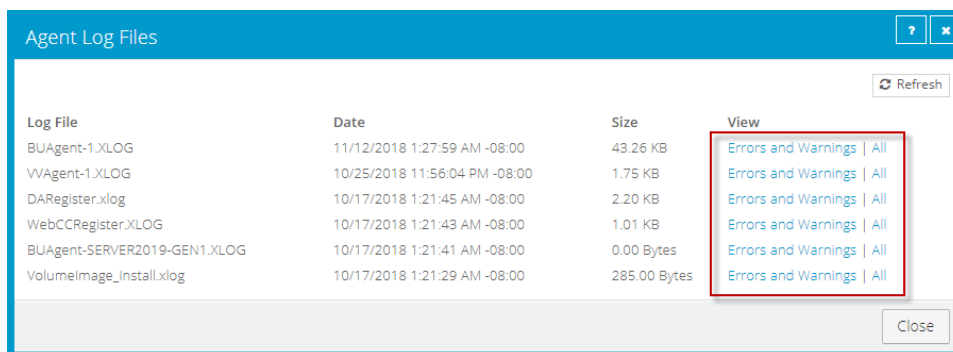 Agent Log Files
?
Refresh
Log File Date Size View
BUAgent-1.XLOG 11/12/2018 1:27:59 AM -08:00 43.26 KB Errors and Warnings | All
VVAgent-1.XLOG 10/25/2018 11:56:04 PM -08:00 1.75 KB Errors and Warnings | All
DARegister.xlog 10/17/2018 1:21:45 AM -08:00 2.20 KB Errors and Warnings | All
WebCCRegister.XLOG 10/17/2018 1:21:43 AM -08:00 1.01 KB Errors and Warnings | All
BUAgent-SERVER2019-GEN1.XLOG 10/17/2018 1:21:41 AM -08:00 0.00 Bytes Errors and Warnings | All
VolumeImage_Install.xlog 10/17/2018 1:21:29 AM -08:00 285.00 Bytes Errors and Warnings | All
Close